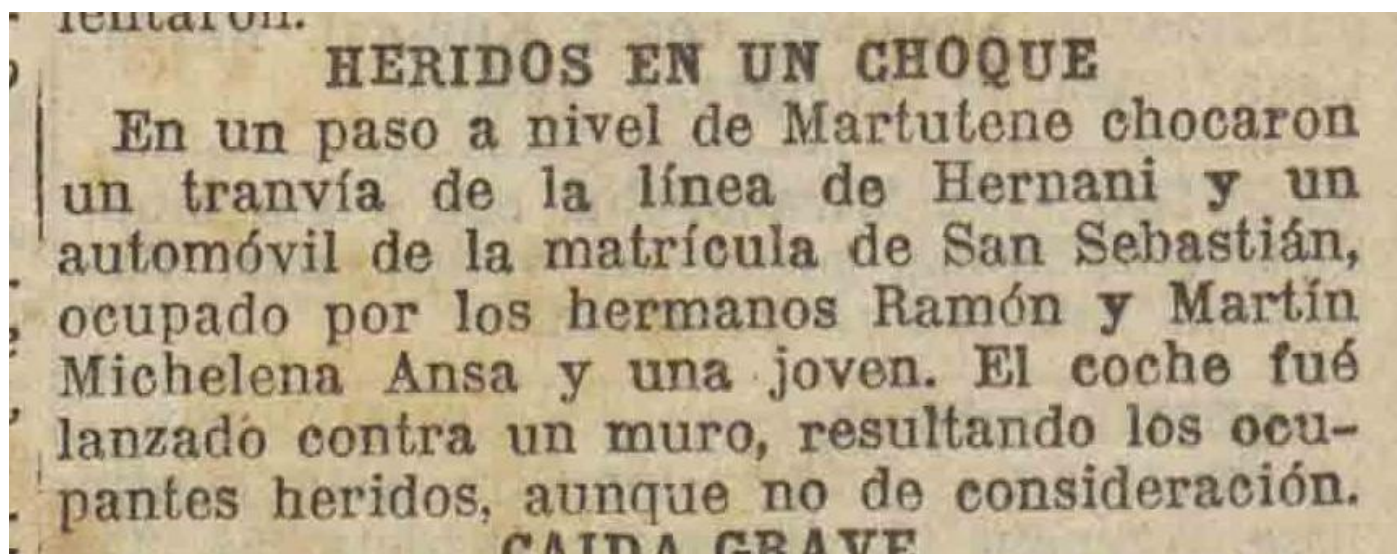 HERIDOS EN UN CHOQUE
En un paso a nivel de Martutene chocaron
un tranvía de la línea de Hernani y un
automóvil de la matrícula de San Sebastián,
ocupado por los hermanos Ramón y Martín
Michelena Ansa y una joven. El coche fué
lanzado contra un muro, resultando los ocu-
pantes heridos, aunque no de consideración.
CAIDA GRAVE